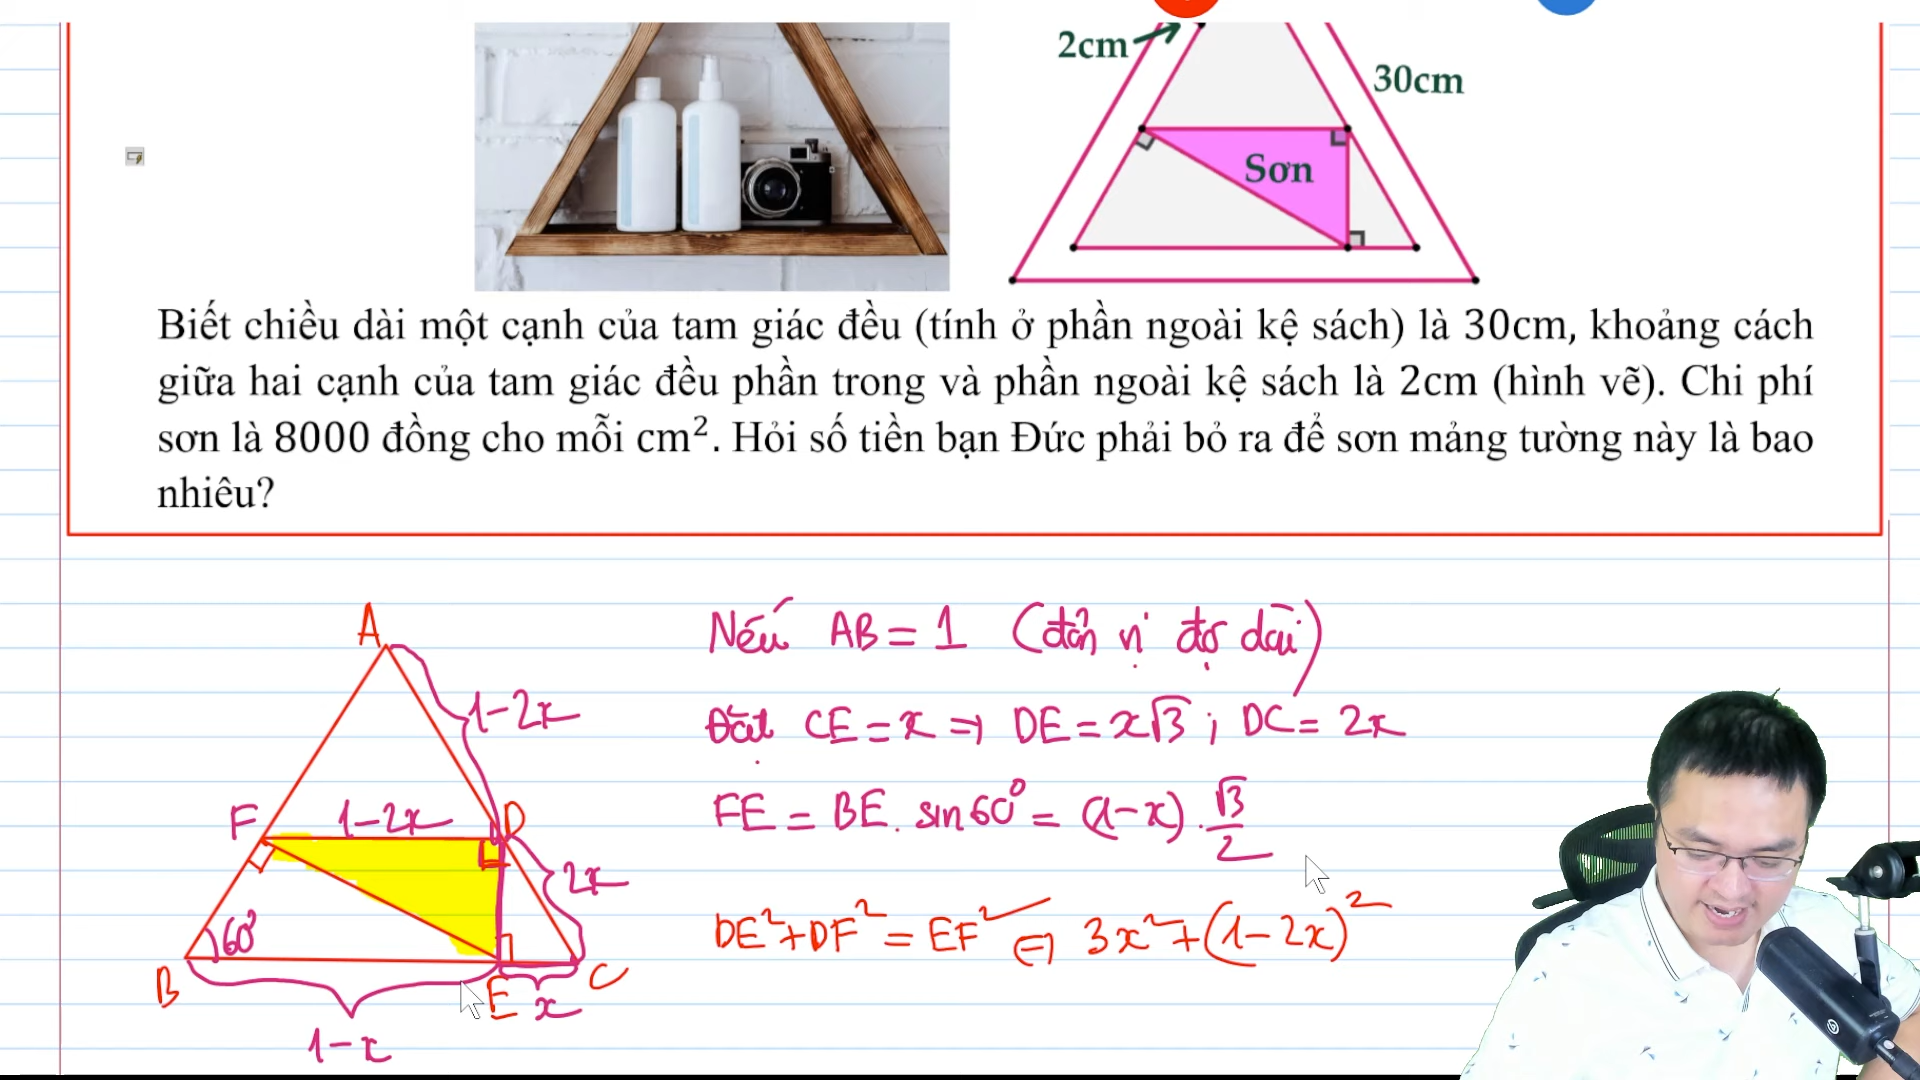 2cm
30cm
Sơn
Biết chiều dài một cạnh của tam giác đều (tính ở phần ngoài kệ sách) là 30cm, khoảng cách
giữa hai cạnh của tam giác đều phần trong và phần ngoài kệ sách là 2cm (hình vẽ). Chi phí
sơn là 8000 đồng cho mỗi cm². Hỏi số tiền bạn Đức phải bỏ ra để sơn mảng tường này là bao
nhiêu?
A
1-2x
F
1-2x
D
2x
60°
B
E
x
C
1-x
Nếu AB = 1 (đơn vị độ dài)
Đặt CE = x ⇒ DE = x√3 ; DC = 2x
FE = BE . sin60° = (1-x) . √3/2
DE² + DF² = EF² ⇔ 3x² + (1-2x)²